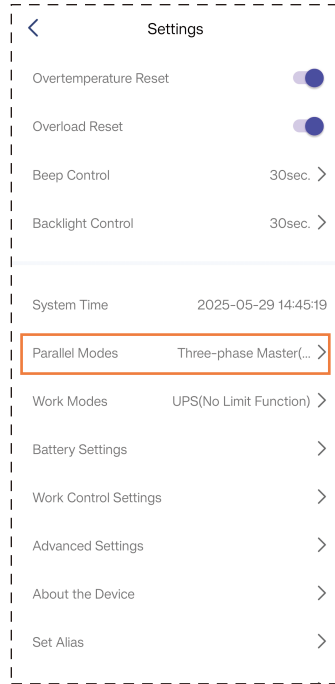 Settings
Overtemperature Reset
Overload Reset
Beep Control 30sec.
Backlight Control 30sec.
System Time 2025-05-29 14:45:19
Parallel Modes Three-phase Master(...
Work Modes UPS(No Limit Function)
Battery Settings
Work Control Settings
Advanced Settings
About the Device
Set Alias